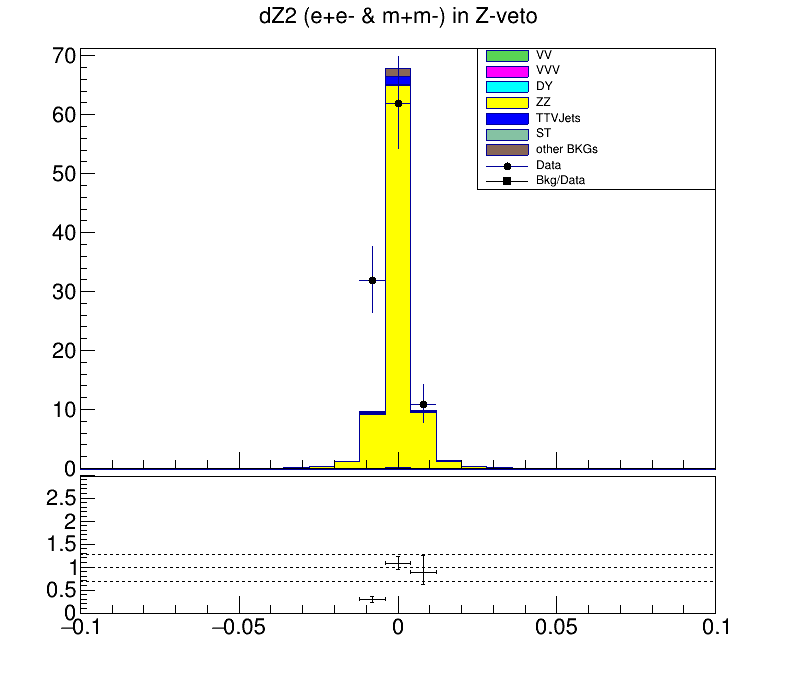 dZ2 (e+e- & m+m-) in Z-veto
70
60
50
40
30
20
10
0
VV
VVV
DY
ZZ
TTVJets
ST
other BKGs
Data
Bkg/Data
2.5
2
1.5
1
0.5
0
−0.1
−0.05
0
0.05
0.1